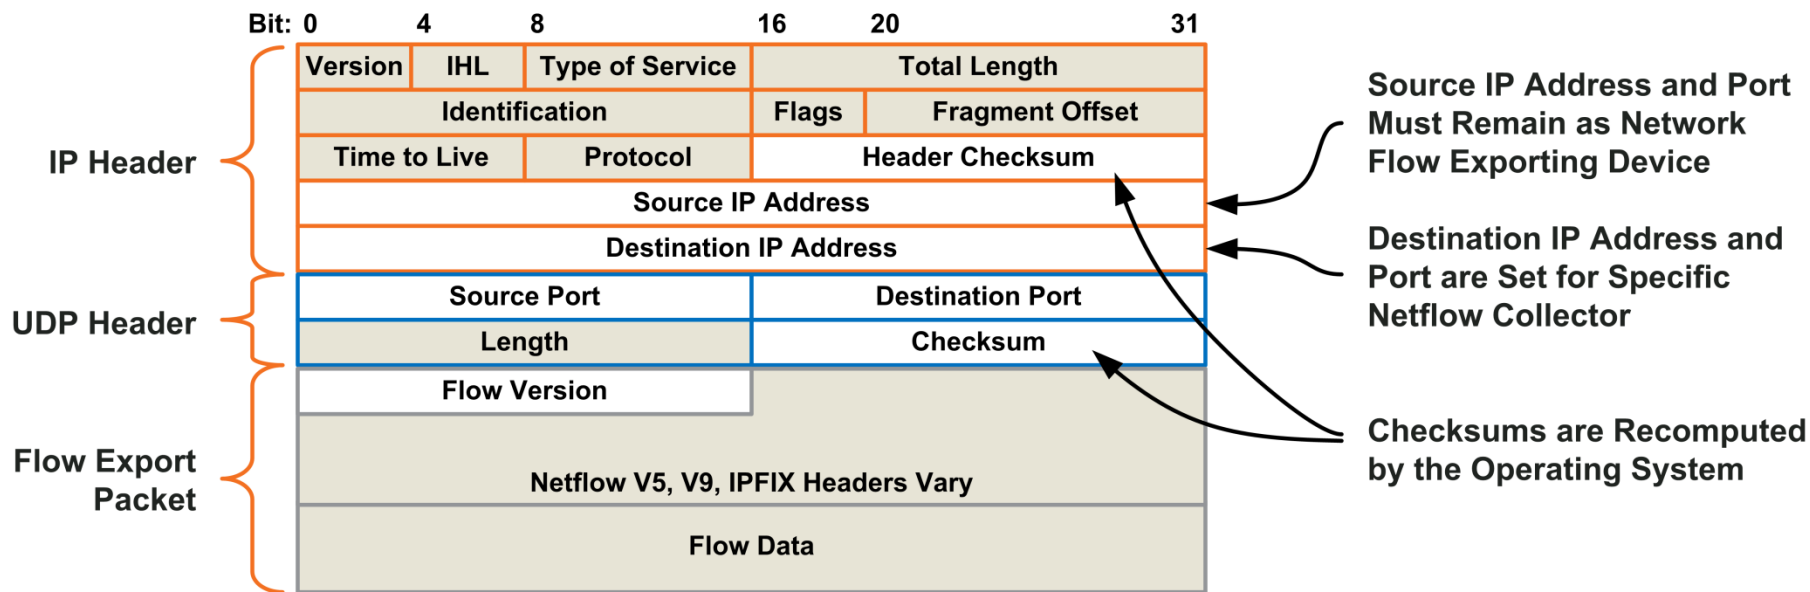 Bit: 0 4 8 16 20 31
Version IHL Type of Service Total Length
Identification Flags Fragment Offset
Time to Live Protocol Header Checksum
Source IP Address
Destination IP Address
Source Port Destination Port
Length Checksum
Flow Version
Netflow V5, V9, IPFIX Headers Vary
Flow Data
IP Header
UDP Header
Flow Export
Packet
Source IP Address and Port
Must Remain as Network
Flow Exporting Device
Destination IP Address and
Port are Set for Specific
Netflow Collector
Checksums are Recomputed
by the Operating System